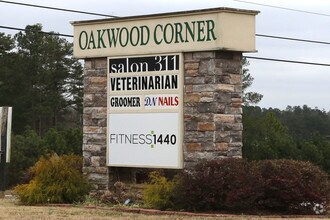 OAKWOOD CORNER
salon 311
VETERINARIAN
GROOMER DN NAILS
FITNESS1440